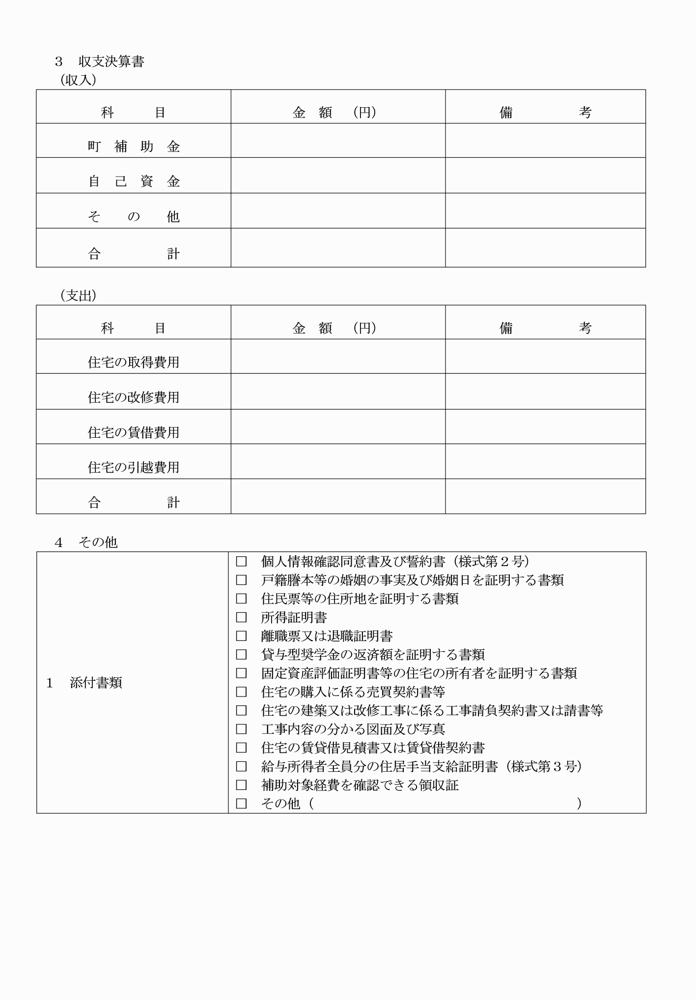 ３　収支決算書
（収入）
科　　　目　金　額　（円）　備　　　　　考
町　補　助　金
自　己　資　金
そ　　の　　他
合　　　　　計
（支出）
科　　　目　金　額　（円）　備　　　　　考
住宅の取得費用
住宅の改修費用
住宅の賃借費用
住宅の引越費用
合　　　　　計
４　その他
１　添付書類
□　個人情報確認同意書及び誓約書（様式第２号）
□　戸籍謄本等の婚姻の事実及び婚姻日を証明する書類
□　住民票等の住所地を証明する書類
□　所得証明書
□　離職票又は退職証明書
□　貸与型奨学金の返済額を証明する書類
□　固定資産評価証明書等の住宅の所有者を証明する書類
□　住宅の購入に係る売買契約書等
□　住宅の建築又は改修工事に係る工事請負契約書又は請書等
□　工事内容の分かる図面及び写真
□　住宅の賃貸借見積書又は賃貸借契約書
□　給与所得者全員分の住居手当支給証明書（様式第３号）
□　補助対象経費を確認できる領収証
□　その他（　　　　　　　　　　　　　　　　　　　　）